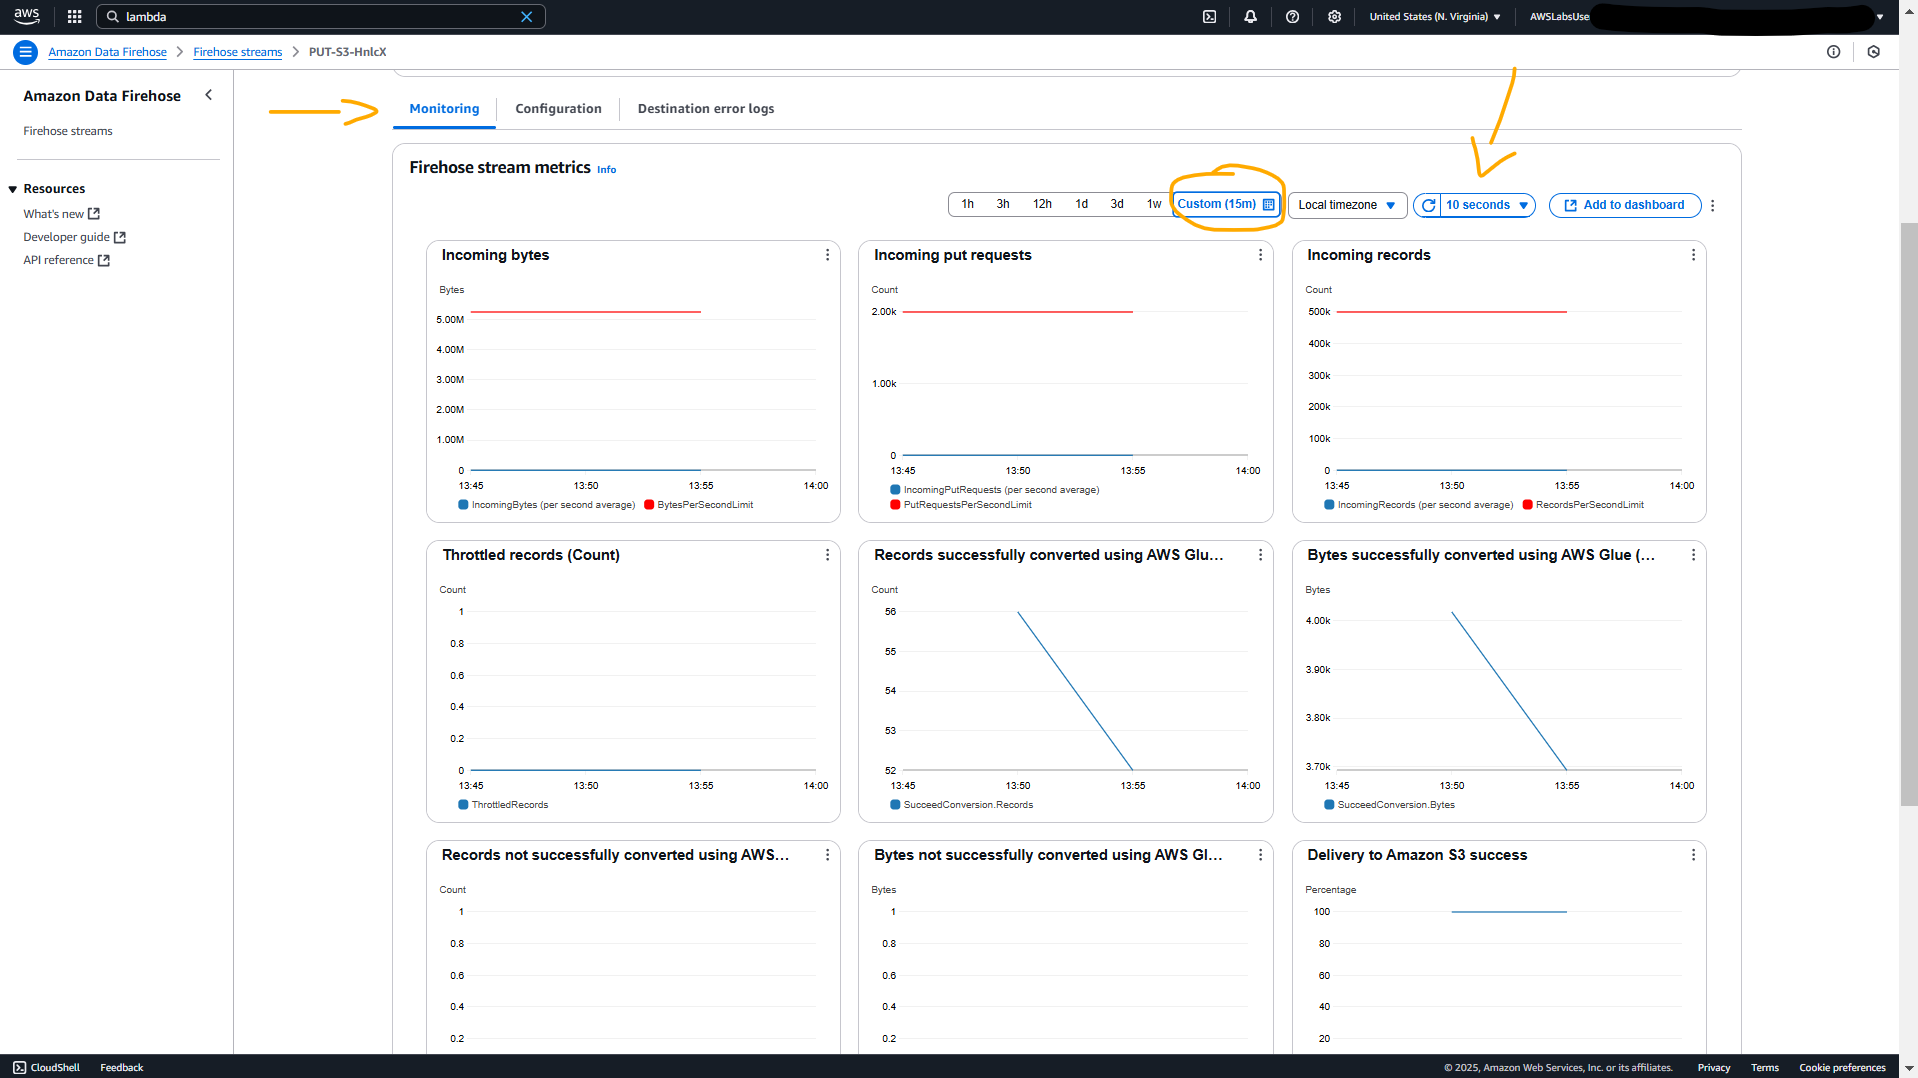 aws
lambda
United States (N. Virginia)
AWSLabsUse
Amazon Data Firehose
Firehose streams
PUT-S3-HnlcX
Amazon Data Firehose
Firehose streams
Resources
What's new
Developer guide
API reference
Monitoring
Configuration
Destination error logs
Firehose stream metrics Info
1h 3h 12h 1d 3d 1w Custom (15m)
Local timezone
10 seconds
Add to dashboard
Incoming bytes
Bytes
5.00M
4.00M
3.00M
2.00M
1.00M
0
13:45 13:50 13:55 14:00
IncomingBytes (per second average) BytesPerSecondLimit
Incoming put requests
Count
2.00k
1.00k
0
13:45 13:50 13:55 14:00
IncomingPutRequests (per second average)
PutRequestsPerSecondLimit
Incoming records
Count
500k
400k
300k
200k
100k
0
13:45 13:50 13:55 14:00
IncomingRecords (per second average) RecordsPerSecondLimit
Throttled records (Count)
Count
1
0.8
0.6
0.4
0.2
0
13:45 13:50 13:55 14:00
ThrottledRecords
Records successfully converted using AWS Glu...
Count
56
55
54
53
52
13:45 13:50 13:55 14:00
SucceedConversion.Records
Bytes successfully converted using AWS Glue (...
Bytes
4.00k
3.90k
3.80k
3.70k
13:45 13:50 13:55 14:00
SucceedConversion.Bytes
Records not successfully converted using AWS...
Count
1
0.8
0.6
0.4
0.2
Bytes not successfully converted using AWS Gl...
Bytes
1
0.8
0.6
0.4
0.2
Delivery to Amazon S3 success
Percentage
100
80
60
40
20
CloudShell
Feedback
© 2025, Amazon Web Services, Inc. or its affiliates.
Privacy
Terms
Cookie preferences